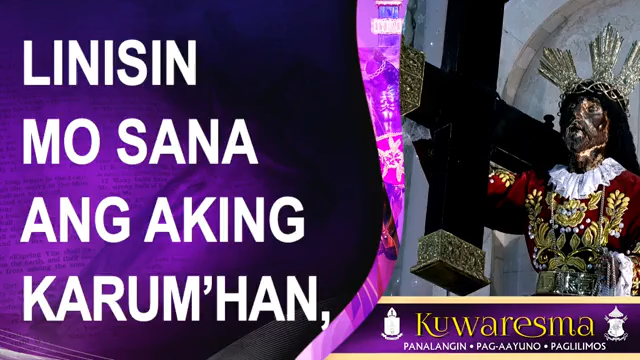 LINISIN
MO SANA
ANG AKING
KARUM’HAN,
Kuwaresma
PANALANGIN • PAG-AAYUNO • PAGLILIMOS